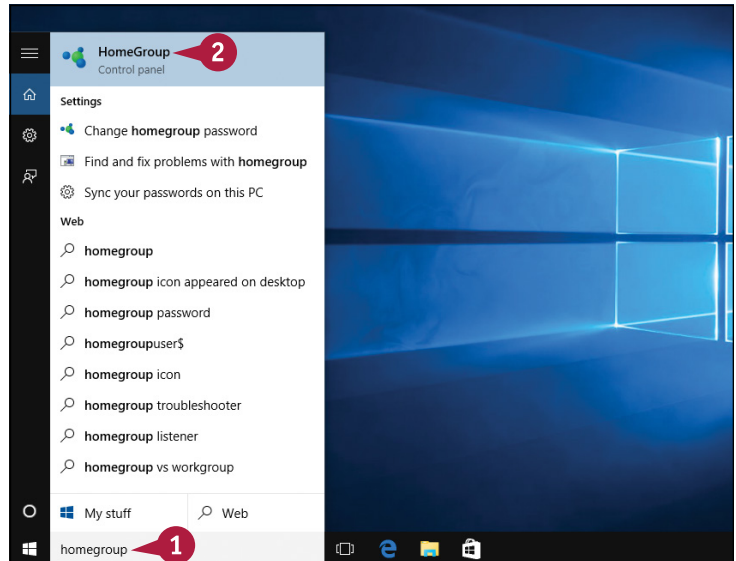 HomeGroup
2
Control panel
Settings
Change homegroup password
Find and fix problems with homegroup
Sync your passwords on this PC
Web
homegroup
homegroup icon appeared on desktop
homegroup password
homegroupuser$
homegroup icon
homegroup troubleshooter
homegroup listener
homegroup vs workgroup
My stuff
Web
homegroup
1